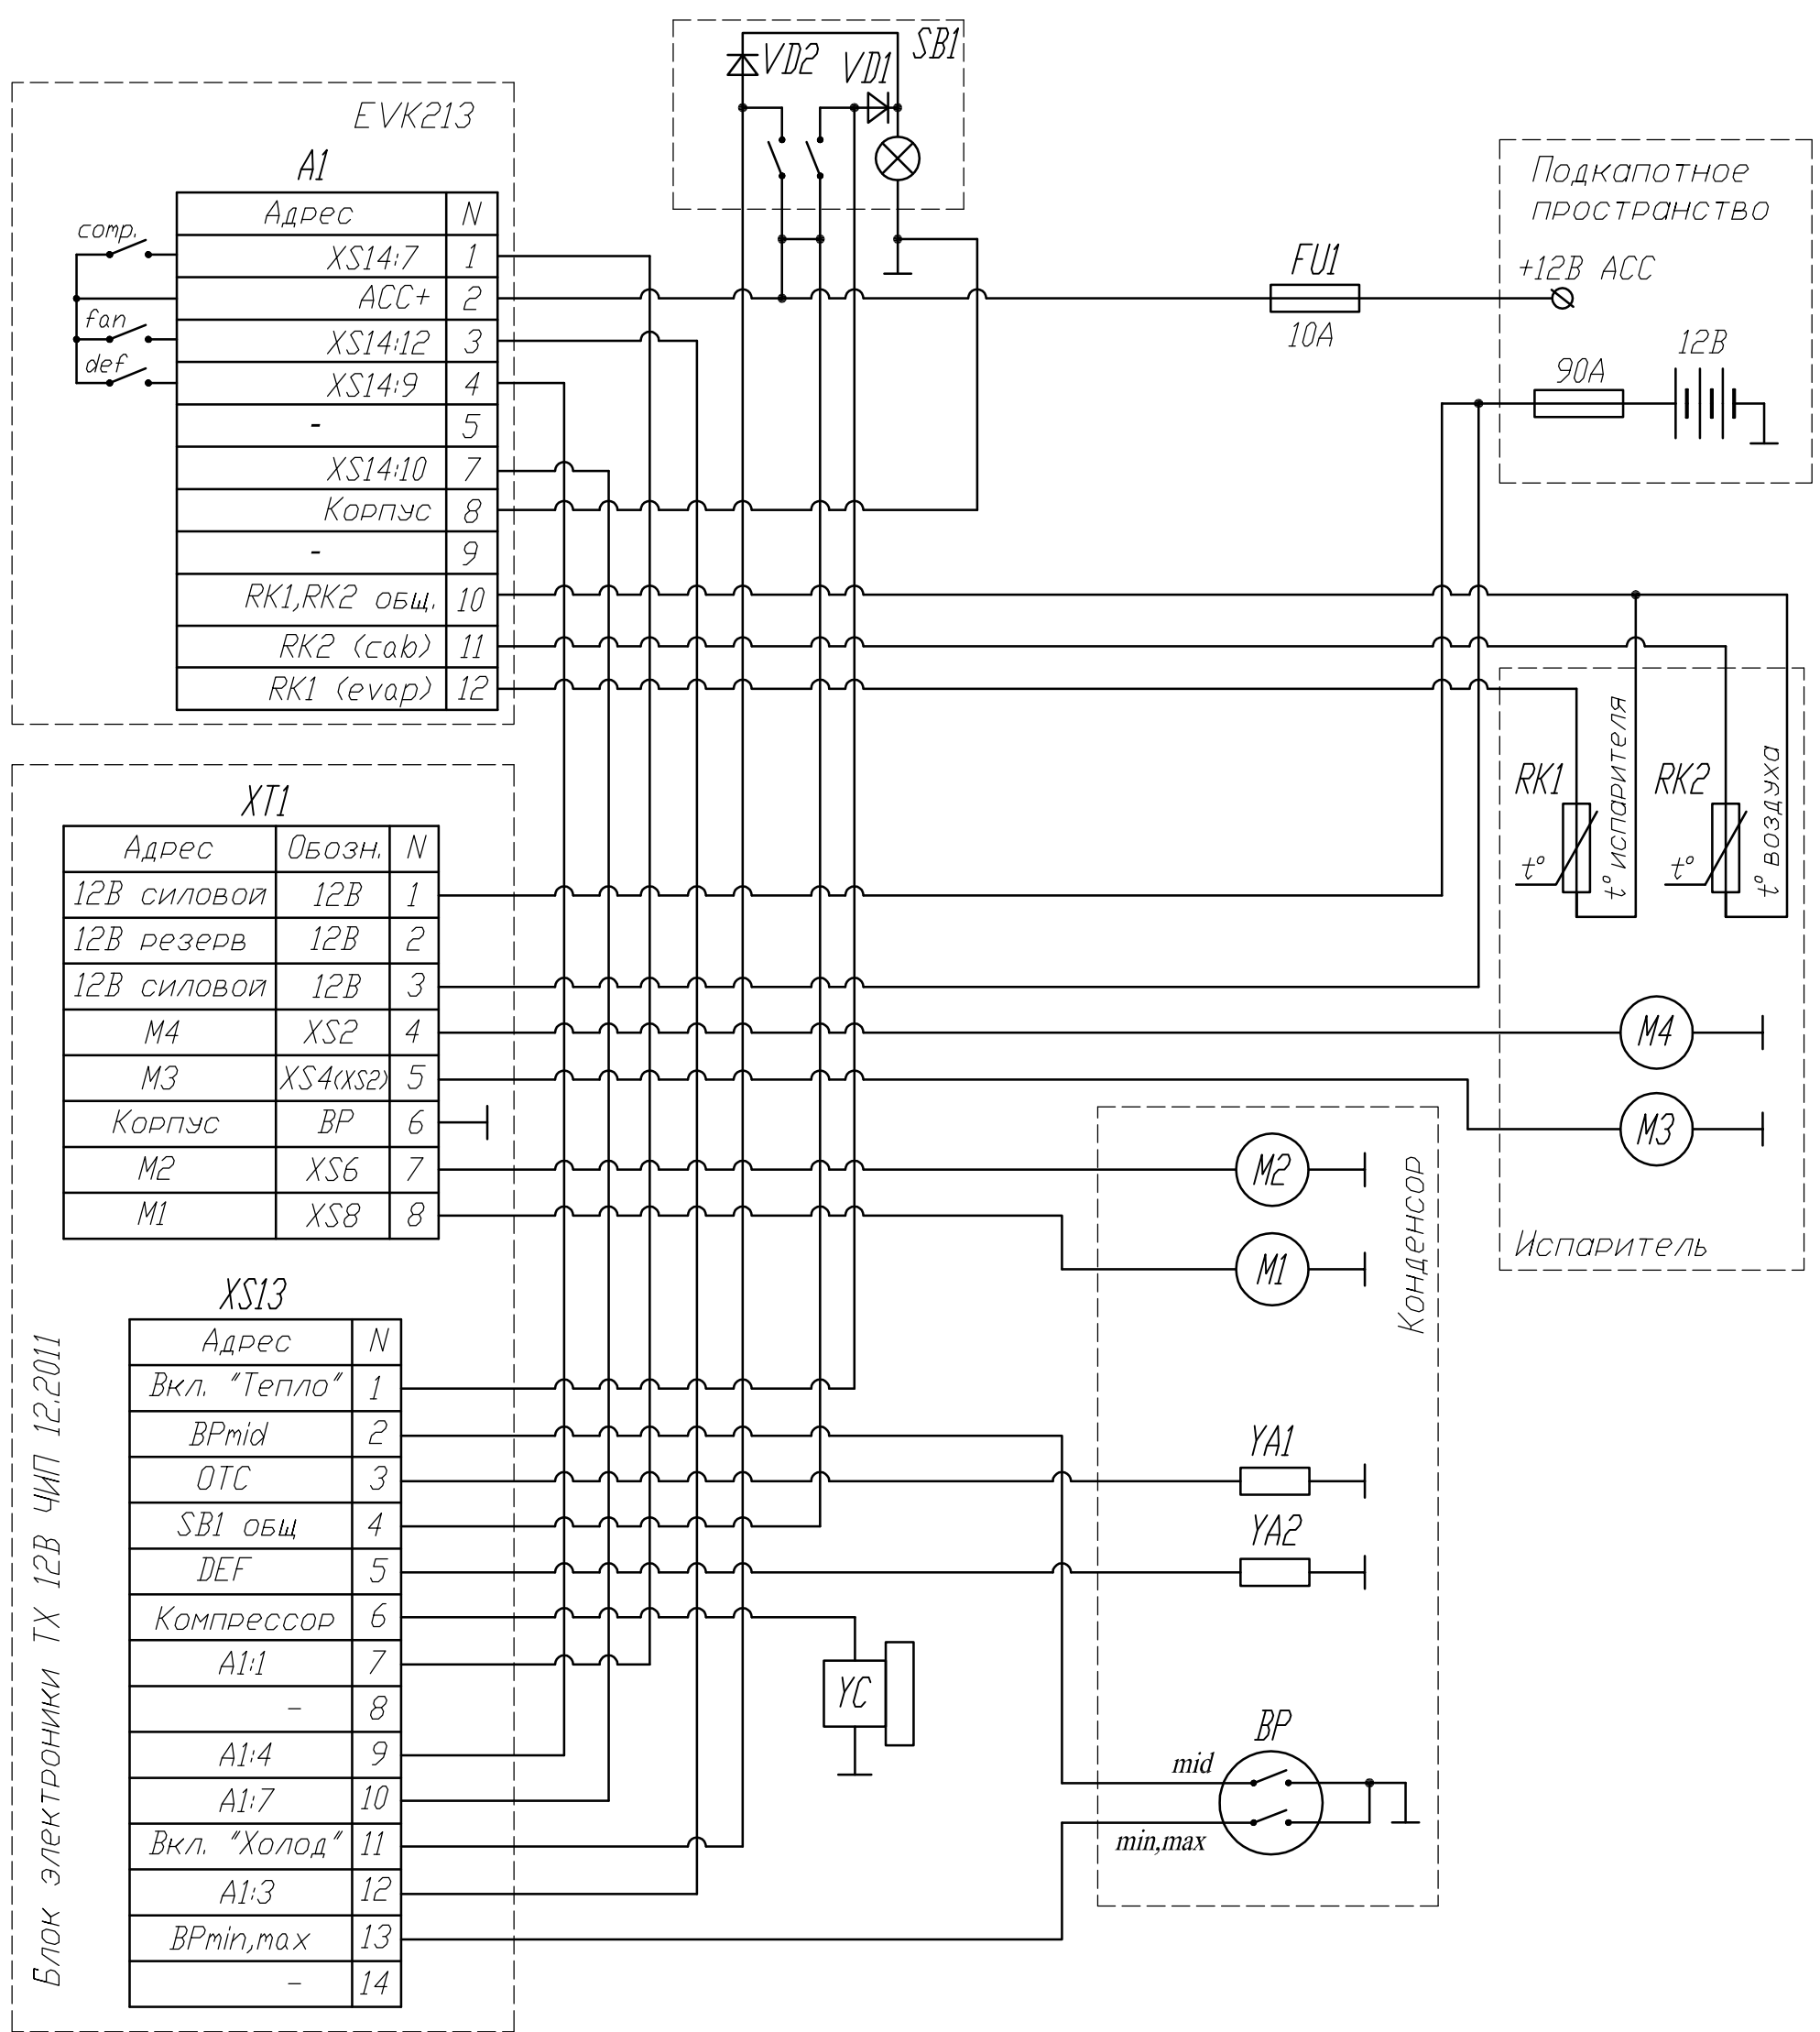 VD2
VD1
SB1
EVK213
A1
Адрес N
comp.
XS14:7 1
ACC+ 2
fan
XS14:12 3
def
XS14:9 4
- 5
XS14:10 7
Корпус 8
- 9
RK1,RK2 общ. 10
RK2 (cab) 11
RK1 (evap) 12
FU1
10A
Подкапотное
пространство
+12В АСС
90А
12В
RK1
t°
t° испарителя
RK2
t°
t° воздуха
M4
M3
Испаритель
XT1
Адрес Обозн. N
12В силовой 12В 1
12В резерв 12В 2
12В силовой 12В 3
M4 XS2 4
M3 XS4(XS2) 5
Корпус BP 6
M2 XS6 7
M1 XS8 8
M2
M1
Конденсор
YA1
YA2
BP
mid
min,max
YC
XS13
Адрес N
Вкл. "Тепло" 1
BPmid 2
OTC 3
SB1 общ 4
DEF 5
Компрессор 6
A1:1 7
- 8
A1:4 9
A1:7 10
Вкл. "Холод" 11
A1:3 12
BPmin,max 13
- 14
Блок электроники ТХ 12В ЧИП 12.2011